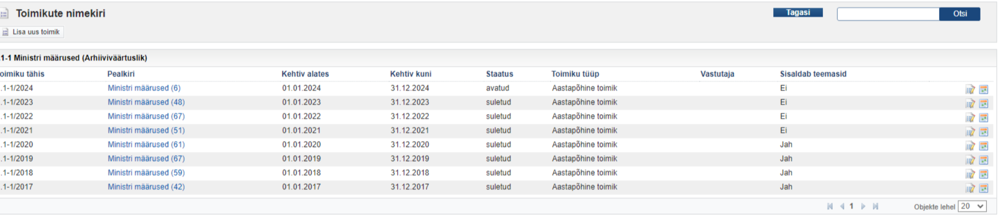 Toimikute nimekiri
Tagasi
Otsi
Lisa uus toimik
.1-1 Ministri määrused (Arhiiviväärtuslik)
oimiku tähis Pealkiri Kehtiv alates Kehtiv kuni Staatus Toimiku tüüp Vastutaja Sisaldab teemasid
.1-1/2024 Ministri määrused (6) 01.01.2024 31.12.2024 avatud Aastapõhine toimik Ei
.1-1/2023 Ministri määrused (48) 01.01.2023 31.12.2023 suletud Aastapõhine toimik Ei
.1-1/2022 Ministri määrused (67) 01.01.2022 31.12.2022 suletud Aastapõhine toimik Ei
.1-1/2021 Ministri määrused (51) 01.01.2021 31.12.2021 suletud Aastapõhine toimik Ei
.1-1/2020 Ministri määrused (61) 01.01.2020 31.12.2020 suletud Aastapõhine toimik Jah
.1-1/2019 Ministri määrused (67) 01.01.2019 31.12.2019 suletud Aastapõhine toimik Jah
.1-1/2018 Ministri määrused (59) 01.01.2018 31.12.2018 suletud Aastapõhine toimik Jah
.1-1/2017 Ministri määrused (42) 01.01.2017 31.12.2017 suletud Aastapõhine toimik Jah
1 Objekte lehel 20